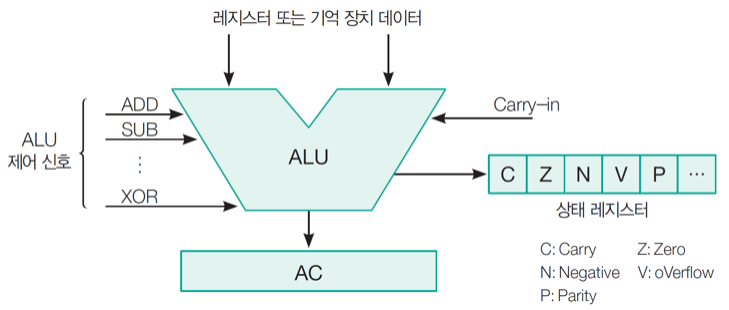 레지스터 또는 기억 장치 데이터
ALU
제어 신호
ADD
SUB
⋮
XOR
ALU
Carry–in
C Z N V P ⋯
상태 레지스터
AC
C: Carry Z: Zero
N: Negative V: oVerflow
P: Parity